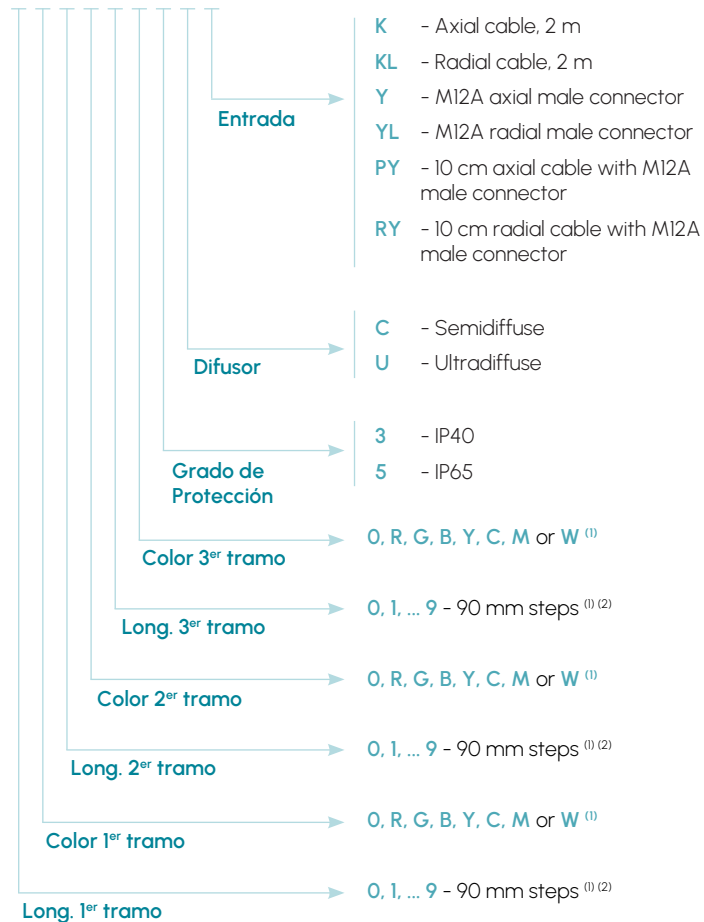 K - Axial cable, 2 m
KL - Radial cable, 2 m
Entrada
Y - M12A axial male connector
YL - M12A radial male connector
PY - 10 cm axial cable with M12A
male connector
RY - 10 cm radial cable with M12A
male connector
C - Semidiffuse
Difusor
U - Ultradiffuse
3 - IP40
Grado de
Protección
5 - IP65
Color 3er tramo
0, R, G, B, Y, C, M or W (1)
Long. 3er tramo
0, 1, ... 9 - 90 mm steps (1) (2)
Color 2er tramo
0, R, G, B, Y, C, M or W (1)
Long. 2er tramo
0, 1, ... 9 - 90 mm steps (1) (2)
Color 1er tramo
0, R, G, B, Y, C, M or W (1)
Long. 1er tramo
0, 1, ... 9 - 90 mm steps (1) (2)